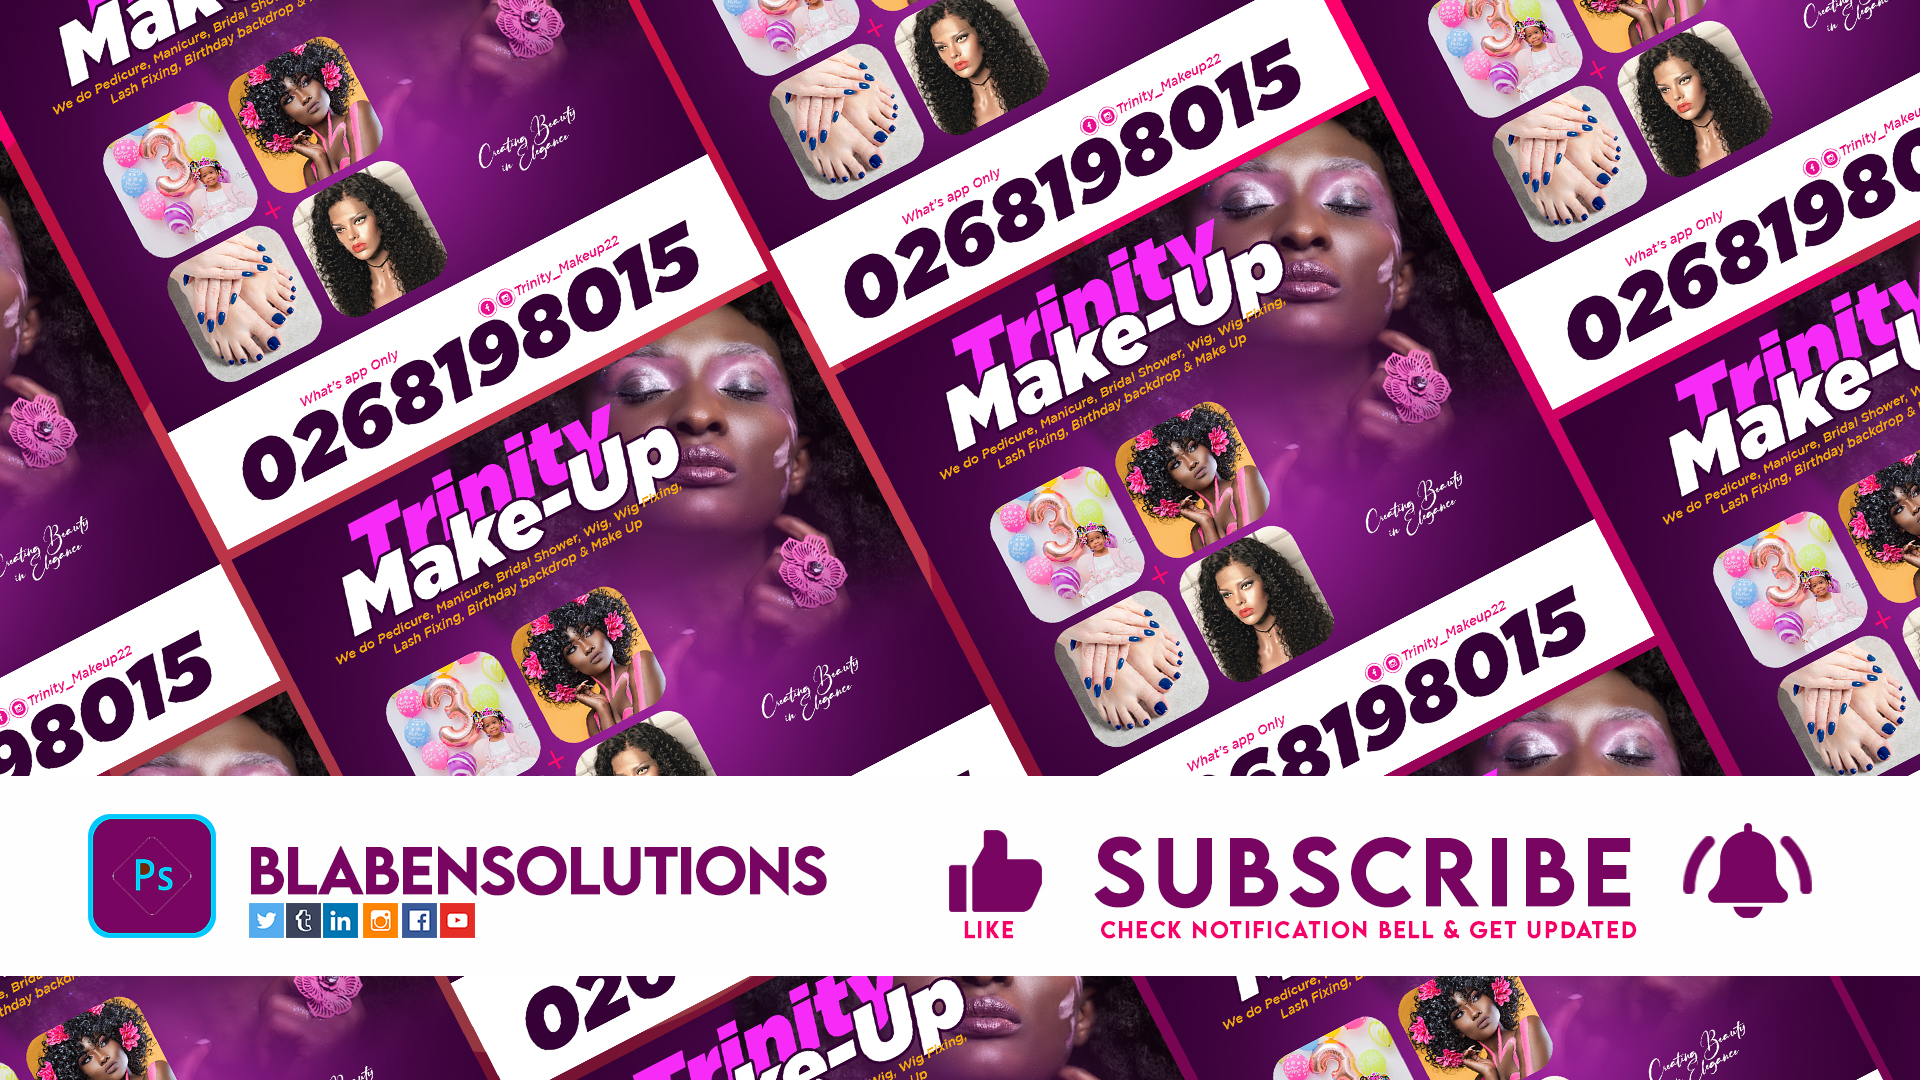 Trinity
Make-Up
We do Pedicure, Manicure, Bridal Shower, Wig, Wig Fixing,
Lash Fixing, Birthday backdrop & Make Up
Creating Beauty
in Elegance
What's app Only
Trinity_Makeup22
0268198015
Ps
BLABENSOLUTIONS
LIKE
SUBSCRIBE
CHECK NOTIFICATION BELL & GET UPDATED